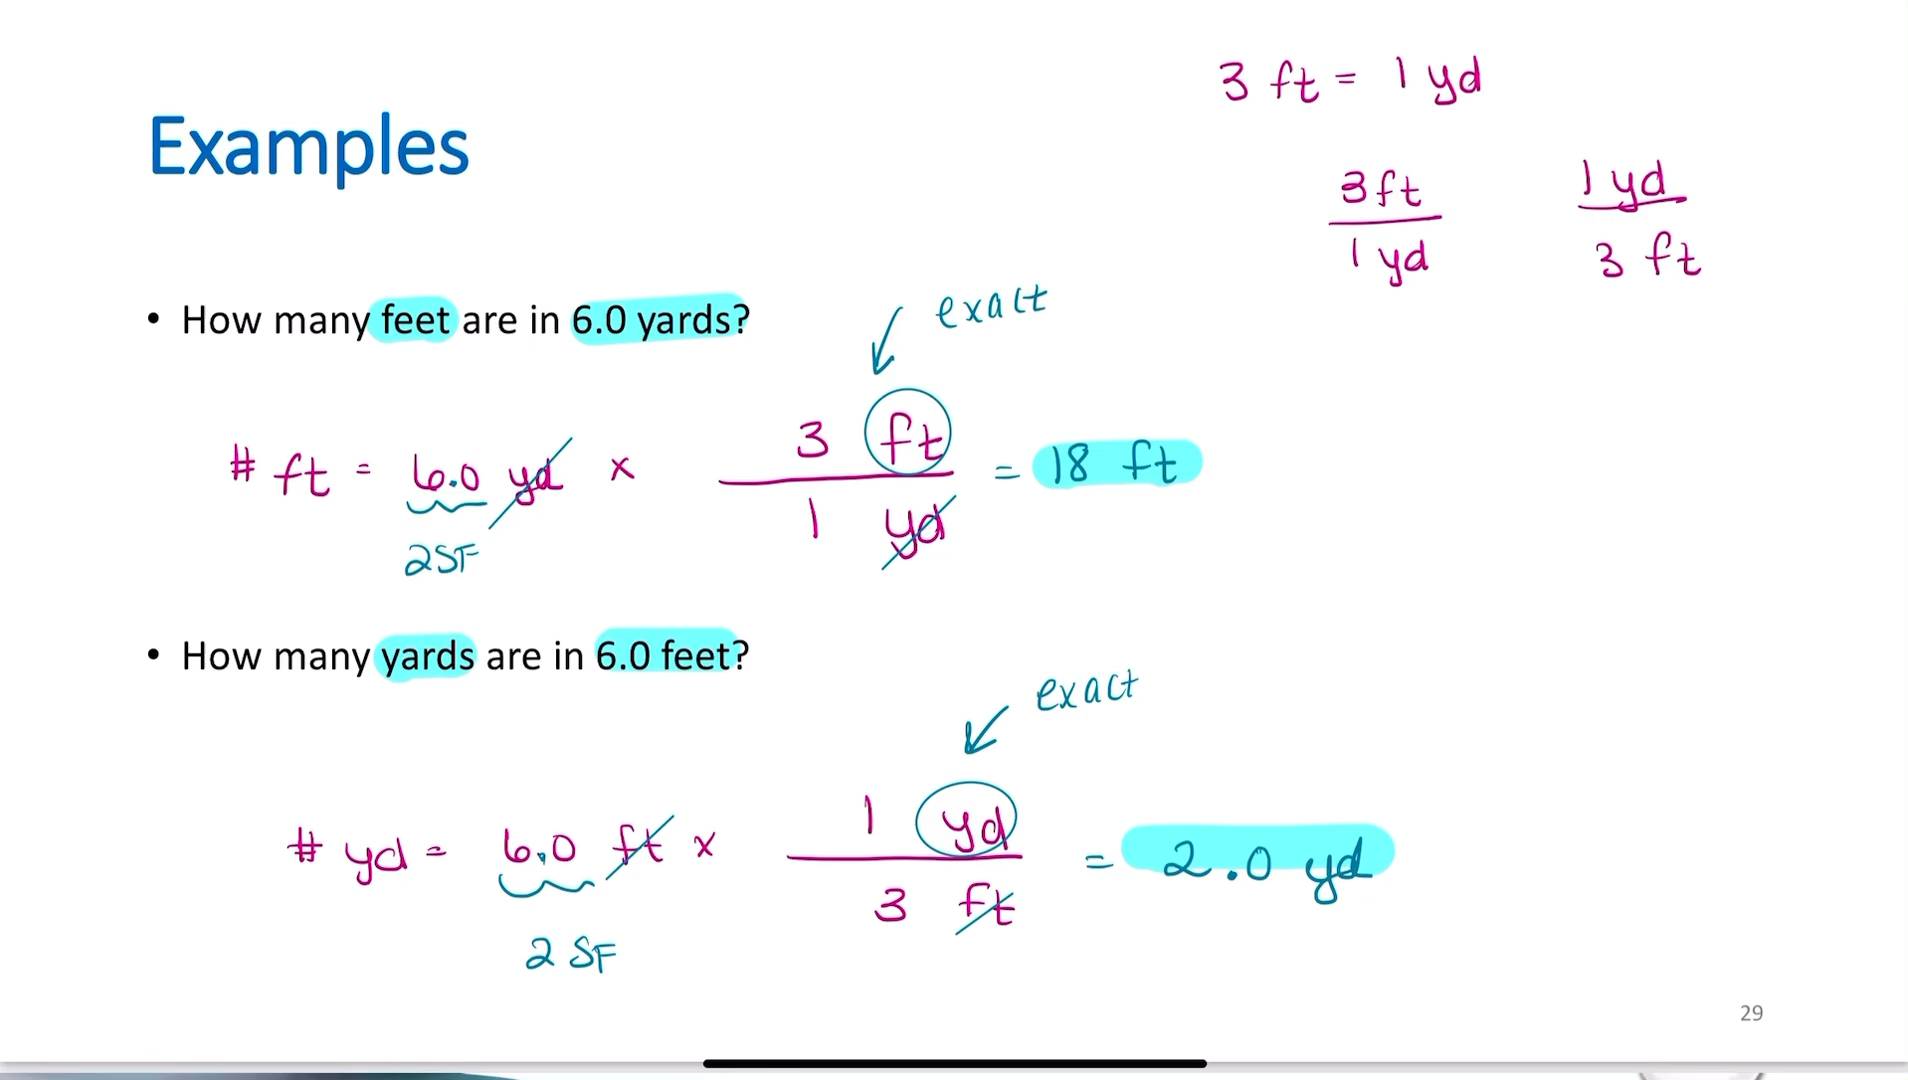 3 ft = 1 yd
Examples
3 ft
1 yd
1 yd
3 ft
• How many feet are in 6.0 yards?
exact
# ft = 6.0 yd x 3 ft = 18 ft
1 yd
2SF
• How many yards are in 6.0 feet?
exact
# yd = 6.0 ft x 1 yd = 2.0 yd
3 ft
2 SF
29